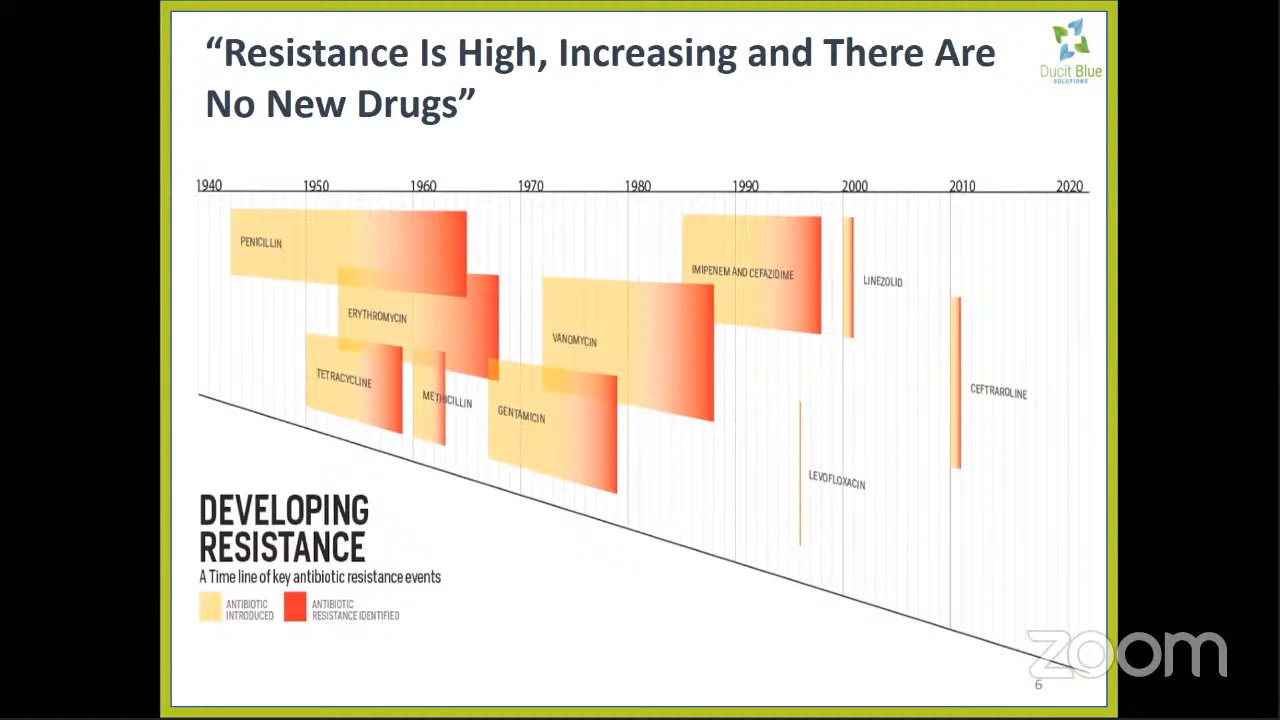 “Resistance Is High, Increasing and There Are
No New Drugs”
Ducit Blue
SOLUTIONS
1940 1950 1960 1970 1980 1990 2000 2010 2020
PENICILLIN
IMIPENEM AND CEFAZIDIME
LINEZOLID
ERYTHROMYCIN
VANOMYCIN
TETRACYCLINE
METHICILLIN
GENTAMICIN
CEFTRAROLINE
LEVOFLOXACIN
DEVELOPING
RESISTANCE
A Time line of key antibiotic resistance events
ANTIBIOTIC
INTRODUCED
ANTIBIOTIC
RESISTANCE IDENTIFIED
zoom
6